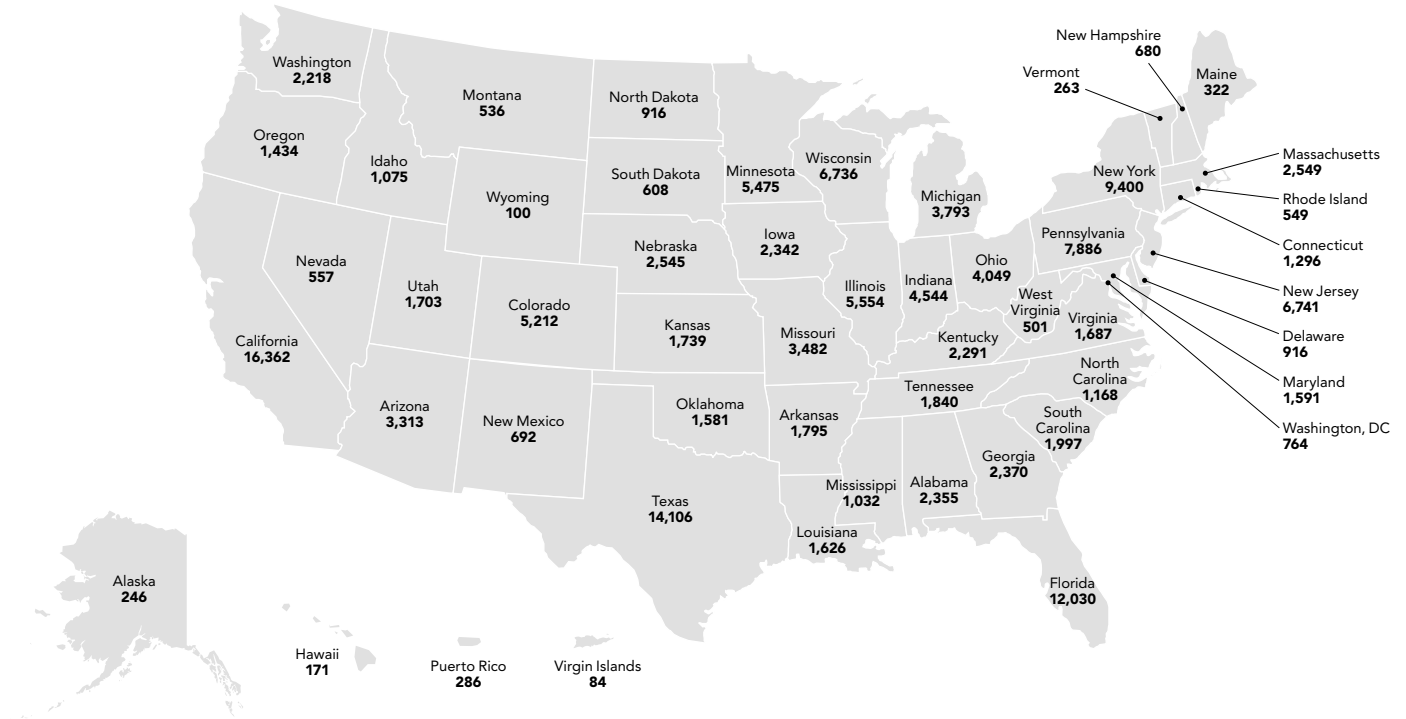 New Hampshire
680
Vermont
263
Maine
322
Washington
2,218
Montana
536
North Dakota
916
Oregon
1,434
Idaho
1,075
Wyoming
100
South Dakota
608
Minnesota
5,475
Wisconsin
6,736
Michigan
3,793
New York
9,400
Massachusetts
2,549
Rhode Island
549
Connecticut
1,296
New Jersey
6,741
Delaware
916
Maryland
1,591
Washington, DC
764
Nevada
557
Utah
1,703
Colorado
5,212
Nebraska
2,545
Iowa
2,342
Illinois
5,554
Indiana
4,544
Ohio
4,049
Pennsylvania
7,886
West
Virginia
501
Virginia
1,687
California
16,362
Kansas
1,739
Missouri
3,482
Kentucky
2,291
North
Carolina
1,168
Tennessee
1,840
South
Carolina
1,997
Arizona
3,313
New Mexico
692
Oklahoma
1,581
Arkansas
1,795
Georgia
2,370
Alabama
2,355
Mississippi
1,032
Texas
14,106
Louisiana
1,626
Florida
12,030
Alaska
246
Hawaii
171
Puerto Rico
286
Virgin Islands
84